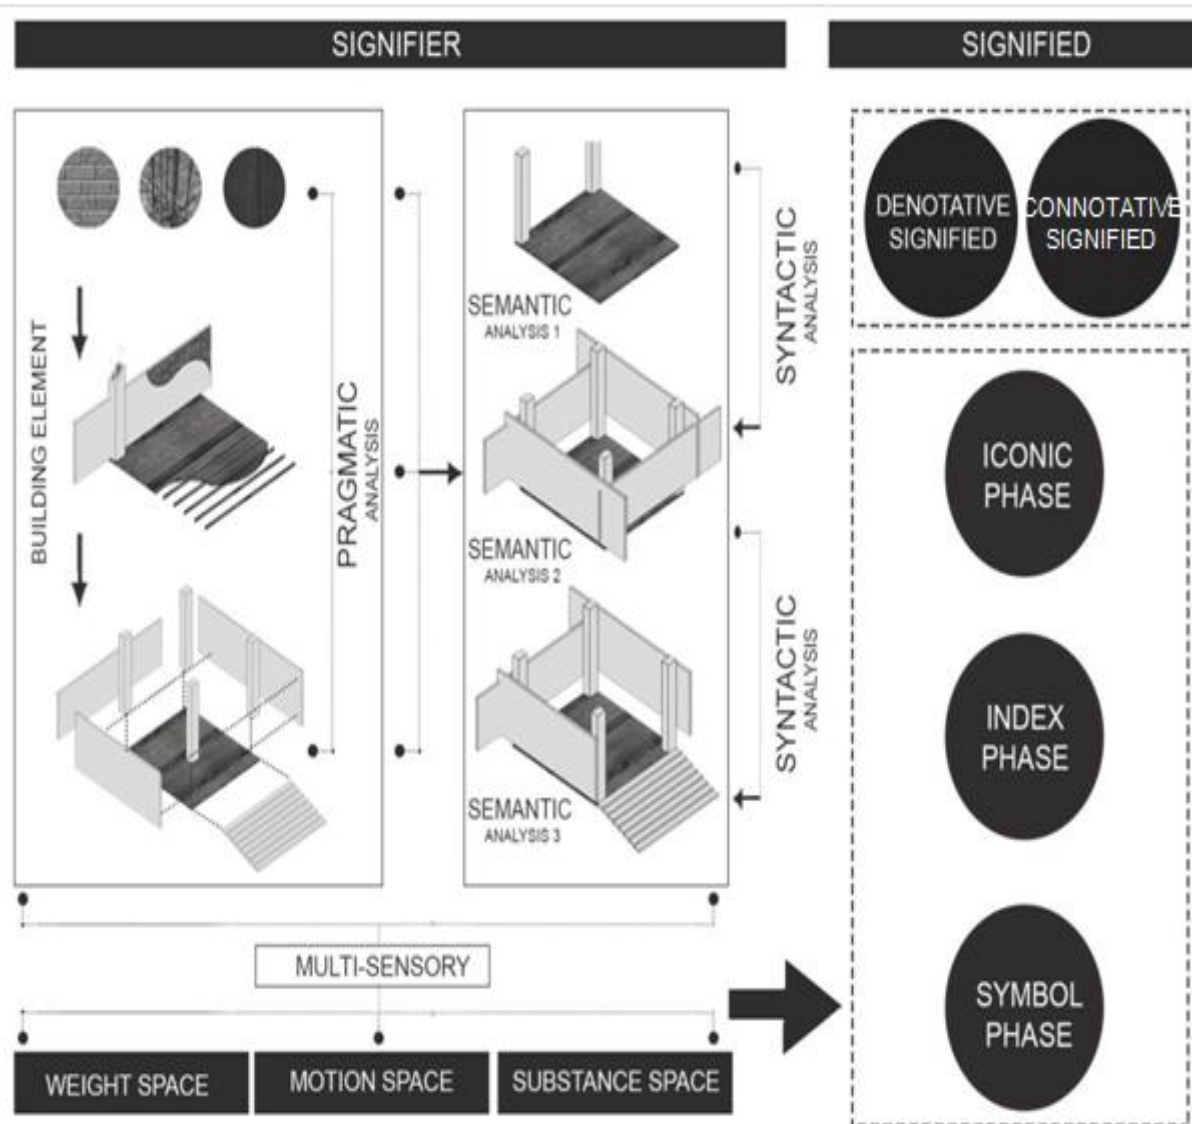 SIGNIFIER
SIGNIFIED
BUILDING ELEMENT
PRAGMATIC
ANALYSIS
SEMANTIC
ANALYSIS 1
SEMANTIC
ANALYSIS 2
SEMANTIC
ANALYSIS 3
SYNTACTIC
ANALYSIS
SYNTACTIC
ANALYSIS
MULTI-SENSORY
WEIGHT SPACE
MOTION SPACE
SUBSTANCE SPACE
DENOTATIVE
SIGNIFIED
CONNOTATIVE
SIGNIFIED
ICONIC
PHASE
INDEX
PHASE
SYMBOL
PHASE